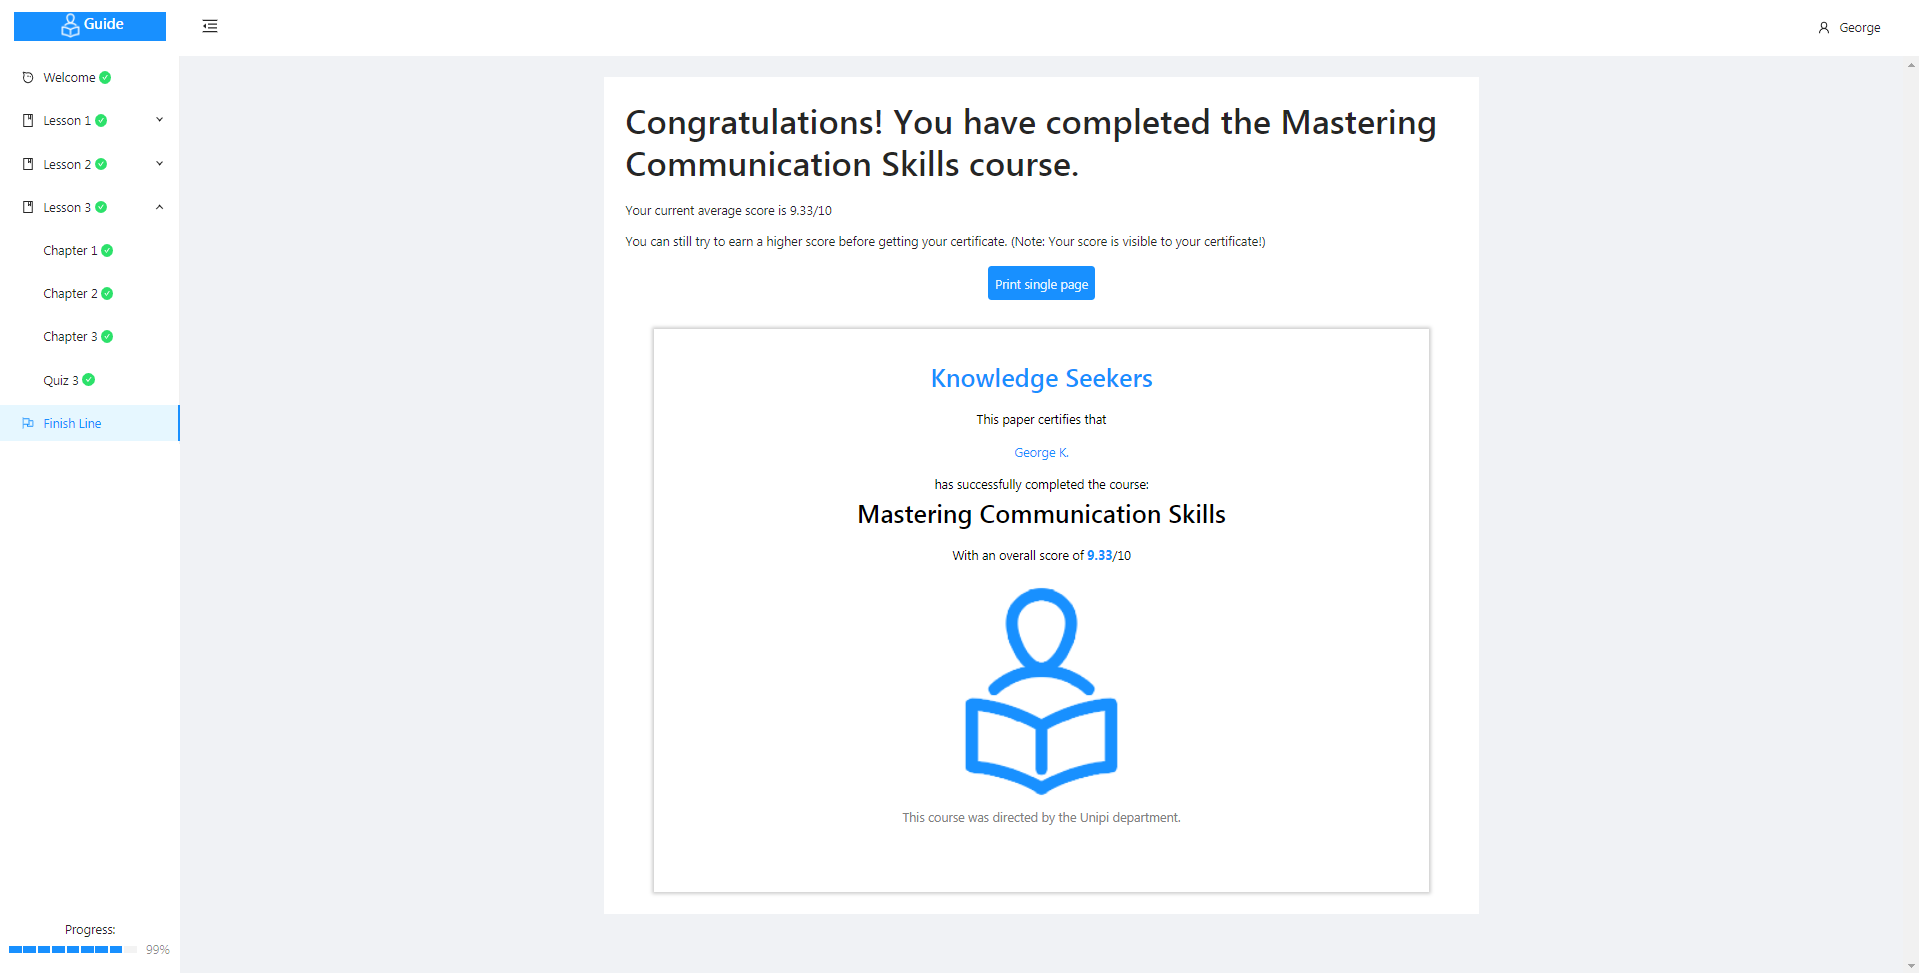 Guide
George
Welcome
Lesson 1
Lesson 2
Lesson 3
Chapter 1
Chapter 2
Chapter 3
Quiz 3
Finish Line
Progress:
99%
Congratulations! You have completed the Mastering
Communication Skills course.
Your current average score is 9.33/10
You can still try to earn a higher score before getting your certificate. (Note: Your score is visible to your certificate!)
Print single page
Knowledge Seekers
This paper certifies that
George K.
has successfully completed the course:
Mastering Communication Skills
With an overall score of 9.33/10
This course was directed by the Unipi department.